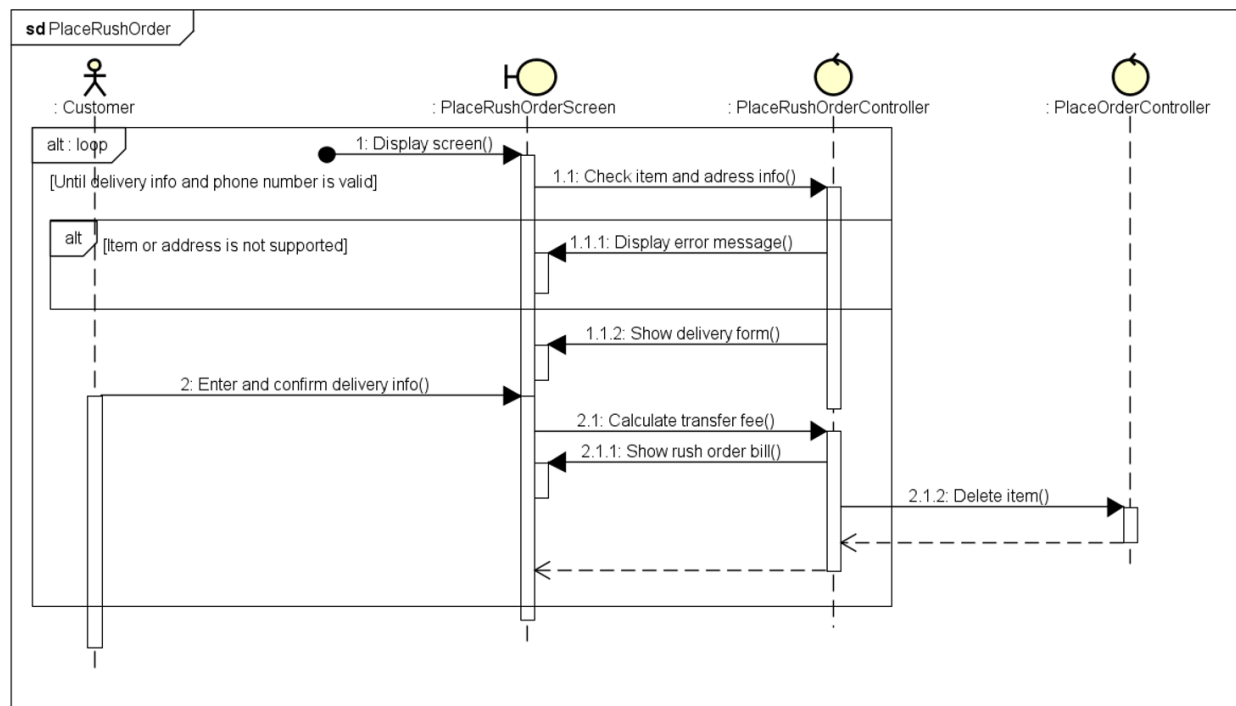 sd PlaceRushOrder
: Customer
: PlaceRushOrderScreen
: PlaceRushOrderController
: PlaceOrderController
alt : loop
1: Display screen()
[Until delivery info and phone number is valid]
1.1: Check item and adress info()
alt
[Item or address is not supported]
1.1.1: Display error message()
1.1.2: Show delivery form()
2: Enter and confirm delivery info()
2.1: Calculate transfer fee()
2.1.1: Show rush order bill()
2.1.2: Delete item()